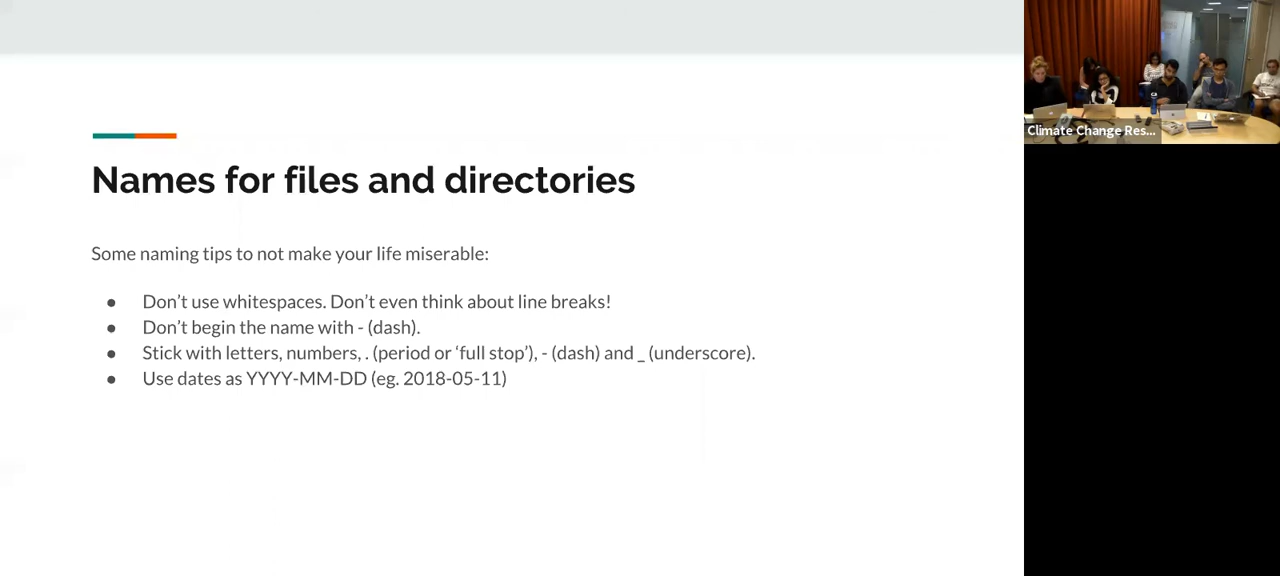 Names for files and directories
Some naming tips to not make your life miserable:
● Don’t use whitespaces. Don’t even think about line breaks!
● Don’t begin the name with - (dash).
● Stick with letters, numbers, . (period or ‘full stop’), - (dash) and _ (underscore).
● Use dates as YYYY-MM-DD (eg. 2018-05-11)
Climate Change Res...